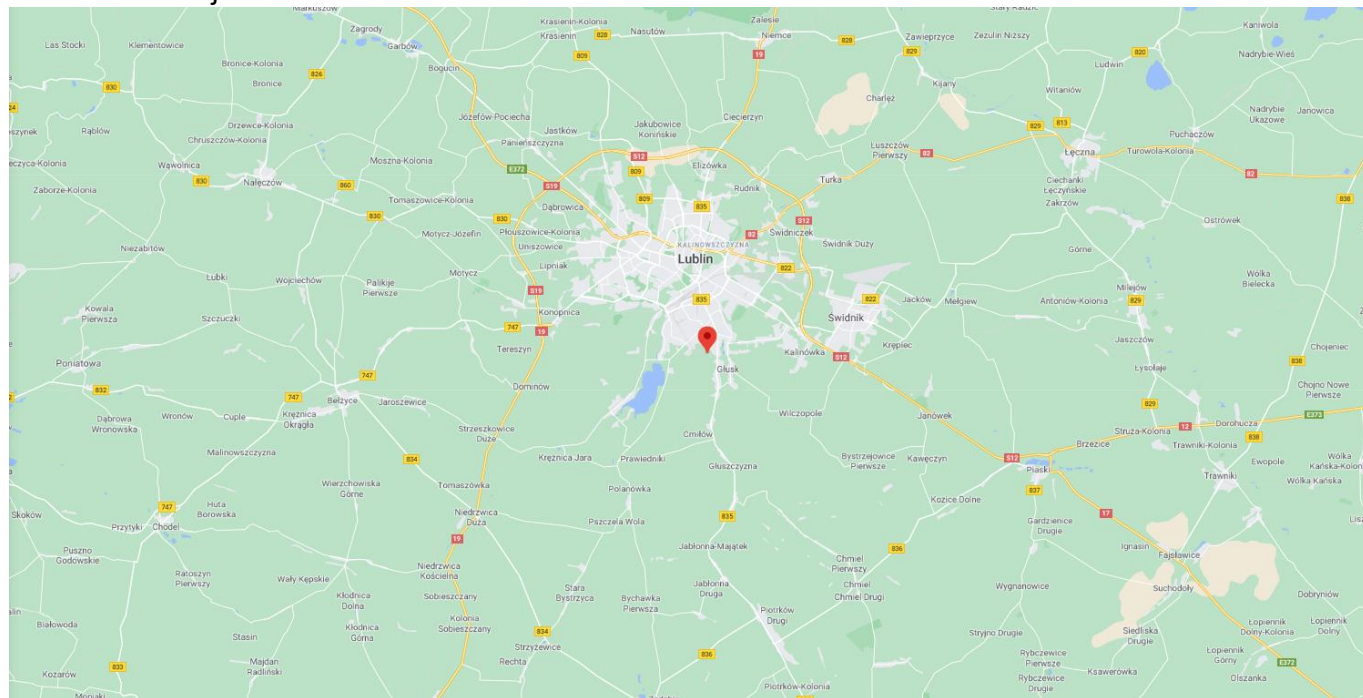 Markuszów
Zagrody
Garbów
Krasienin-Kolonia
Krasienin
828
Nasutów
Zalesie
Niemce
828
Zawieprzyce
829
Zezulin Niższy
Stary Radzic
Kaniwola
820
Nadrybie-Wieś
Las Stocki
Klementowice
Bronice-Kolonia
826
Bronice
Bogucin
809
19
829
Kijany
Ludwin
830
Charlęż
Witaniów
Nadrybie
Ukazowe
Janowica
Rąblów
Drzewce-Kolonia
Chruszczów-Kolonia
Józefów-Pociecha
Jastków
Panieńszczyzna
Jakubowice
Konińskie
Ciecierzyn
829
813
Puchaczów
Łuszczów
Pierwszy
82
Łęczna
Turowola-Kolonia
Wąwolnica
830
Nałęczów
Moszna-Kolonia
860
E372
S19
S12
809
Elizówka
Turka
Rudnik
Ciechanki
Łęczyńskie
Zakrzów
82
838
Zaborze-Kolonia
Tomaszowice-Kolonia
830
Dąbrowica
809
835
S12
Ostrówek
Niezabitów
Motycz-Józefin
830
Płouszowice-Kolonia
Uniszowice
KALINOWSZCZYZNA
82
Świdniczek
Świdnik Duży
Górne
Lublin
Łubki
Wojciechów
Palikije
Pierwsze
Motycz
Lipniak
822
Wólka
Bielecka
S19
835
Świdnik
822
Jacków
Mełgiew
Antoniów-Kolonia
Milejów
829
Kowala
Pierwsza
Szczuczki
747
19
Konopnica
Tereszyn
Kalinówka
S12
Krępiec
Jaszczów
Chojeniec
838
Poniatowa
832
747
747
Bełżyce
Jaroszewice
Dominów
Głusk
Łysołaje
Chojno Nowe
Pierwsze
Dąbrowa
Wronowska
Wronów
Cuple
Krężnica
Okrągła
Wilczopole
Janówek
829
Struża-Kolonia
12
Dorohucza
E373
838
Malinowszczyzna
834
Strzeszkowice
Duże
Krężnica Jara
Prawiedniki
Ćmiłów
Głuszczyzna
Bystrzejowice
Pierwsze
Kawęczyn
S12
Piaski
Brzezice
Trawniki-Kolonia
Trawniki
Ewopole
Wólka
Kańska-Kolon
Wólka Kańska
Wierzchowiska
Górne
Tomaszówka
Polanówka
837
Skoków
747
Huta
Borowska
Przytyki
Chodel
Niedrzwica
Duża
Pszczela Wola
835
Kozice Dolne
Gardzienice
Drugie
17
Puszno
Godowskie
19
Jabłonna-Majątek
836
Ignasin
Fajsławice
Ratoszyn
Pierwszy
Wały Kępskie
Niedrzwica
Kościelna
Stara
Bystrzyca
Bychawka
Pierwsza
Jabłonna
Druga
Chmiel
Pierwszy
Chmiel
Chmiel Drugi
Wygnanowice
Suchodoły
Dobryniów
Kłodnica
Dolna
Sobieszczany
Piotrków
Drugi
Białowoda
Stasin
Kłodnica
Górna
Kolonia
Sobieszczany
834
Strzyżewice
Stryjno Drugie
Siedliska
Drugie
Łopiennik
Dolny-Kolonia
Łopiennik
Dolny
833
Majdan
Radliński
Rechta
836
Rybczewice
Pierwsze
Ksawerówka
Łopiennik
Górny
E372
Kożarów
Piotrków-Kolonia
Rybczewice
Drugie
Olszanka